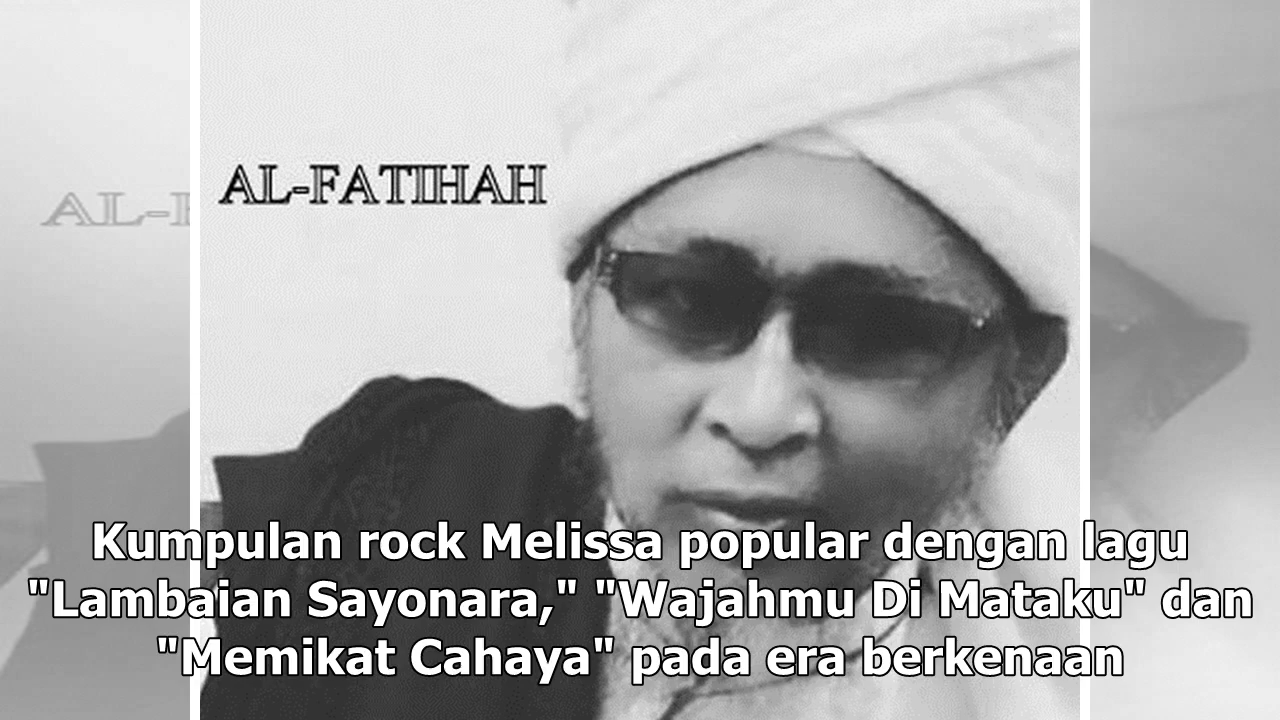 AL-FATIHAH
Kumpulan rock Melissa popular dengan lagu
"Lambaian Sayonara," "Wajahmu Di Mataku" dan
"Memikat Cahaya" pada era berkenaan